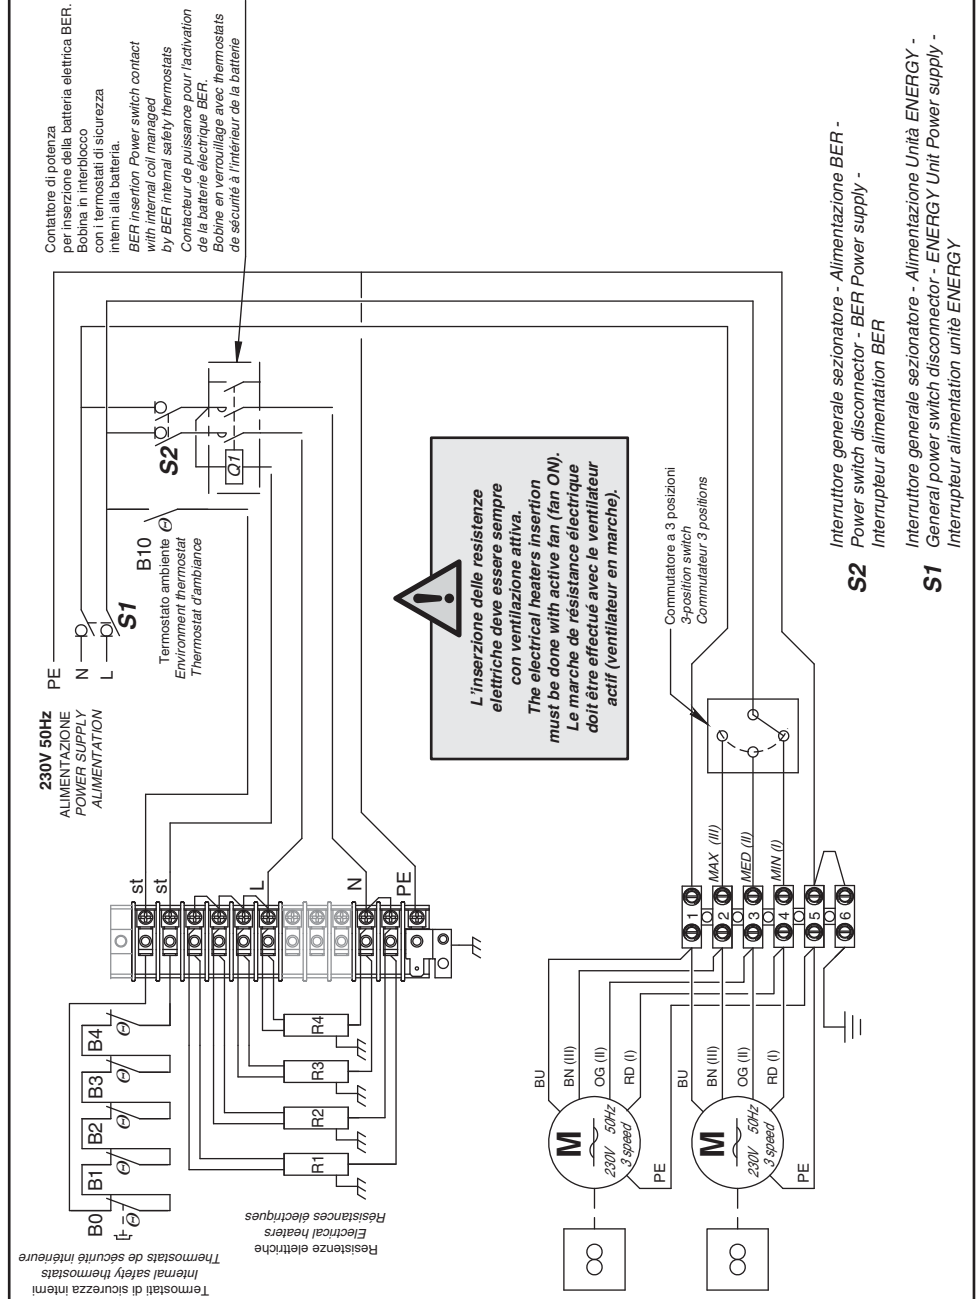 Contattore di potenza
per inserzione della batteria elettrica BER.
Bobina in interblocco
con i termostati di sicurezza
interni alla batteria.
BER insertion Power switch contact
with internal coil managed
by BER internal safety thermostats
Contacteur de puissance pour l'activation
de la batterie électrique BER.
Bobine en verrouillage avec thermostats
de sécurité à l'intérieur de la batterie
230V 50Hz
ALIMENTAZIONE
POWER SUPPLY
ALIMENTATION
PE
N
L
S1
B10
Termostato ambiente
Environment thermostat
Thermostat d'ambiance
S2
Q1
st
st
L
N
PE
B0
B1
B2
B3
B4
Termostati di sicurezza interni
Internal safety thermostats
Thermostats de sécurité intérieure
R1
R2
R3
R4
Resistenze elettriche
Electrical heaters
Résistances électriques
L'inserzione delle resistenze
elettriche deve essere sempre
con ventilazione attiva.
The electrical heaters insertion
must be done with active fan (fan ON).
Le marche de résistance électrique
doit être effectué avec le ventilateur
actif (ventilateur en marche).
Commutatore a 3 posizioni
3-position switch
Commutateur 3 positions
MAX (III)
MED (II)
MIN (I)
1
2
3
4
5
6
BU
BN (III)
OG (II)
RD (I)
PE
M
230V 50Hz
3 speed
BU
BN (III)
OG (II)
RD (I)
PE
M
230V 50Hz
3 speed
S2
Interruttore generale sezionatore - Alimentazione BER -
Power switch disconnector - BER Power supply -
Interrupteur alimentation BER
S1
Interruttore generale sezionatore - Alimentazione Unità ENERGY -
General power switch disconnector - ENERGY Unit Power supply -
Interrupteur alimentation unitè ENERGY